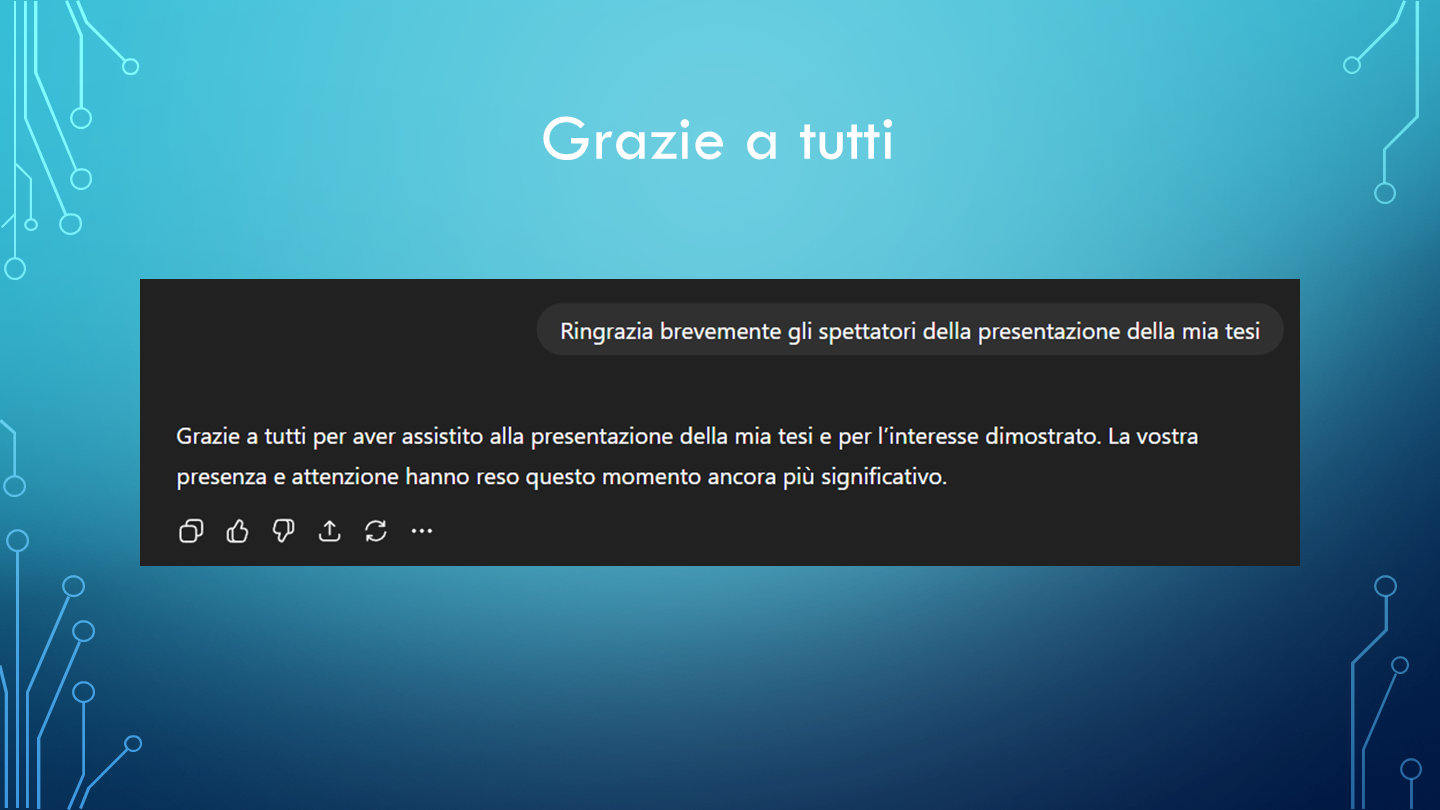 Grazie a tutti
Ringrazia brevemente gli spettatori della presentazione della mia tesi
Grazie a tutti per aver assistito alla presentazione della mia tesi e per l’interesse dimostrato. La vostra
presenza e attenzione hanno reso questo momento ancora più significativo.